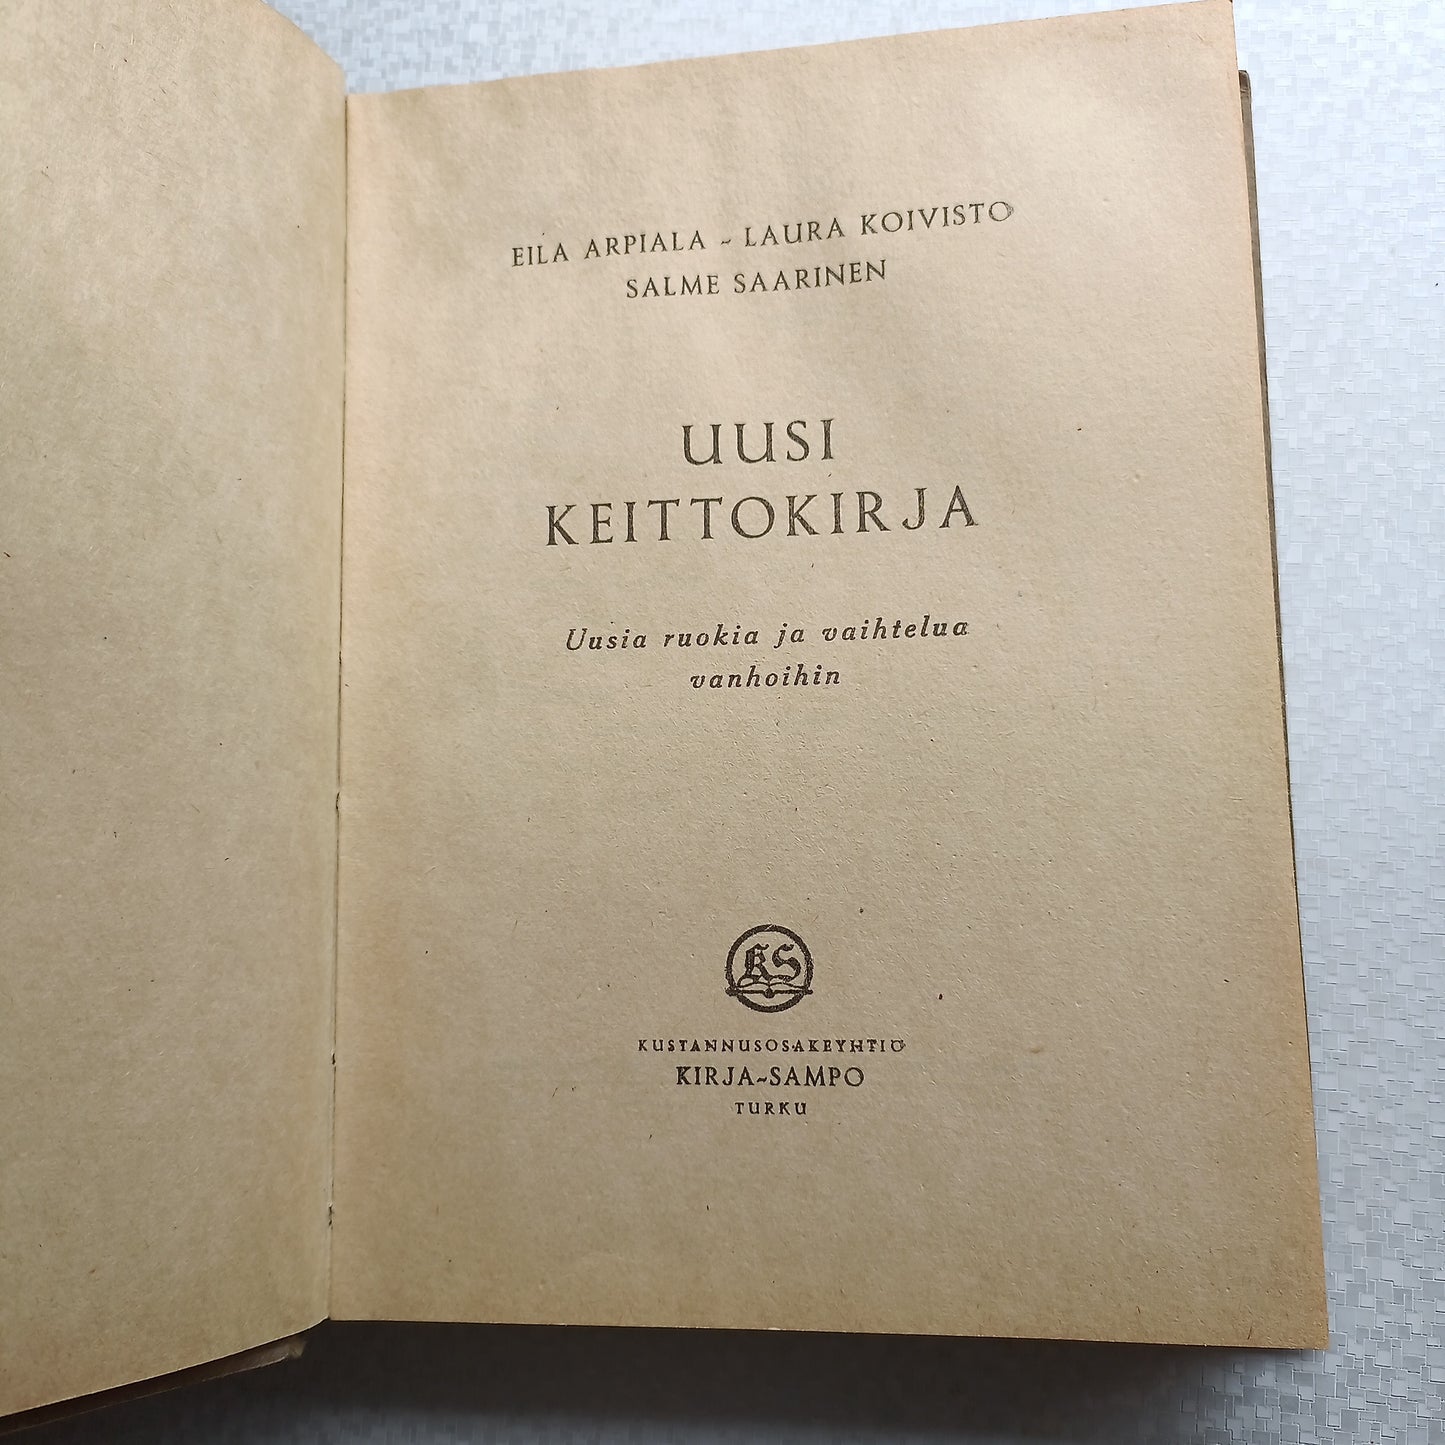 EILA ARPIALA ~ LAURA KOIVISTO
SALME SAARINEN
UUSI
KEITTOKIRJA
Uusia ruokia ja vaihtelua
vanhoihin
KS
KUSTANNUSOSAKEYHTIÖ
KIRJA~SAMPO
TURKU